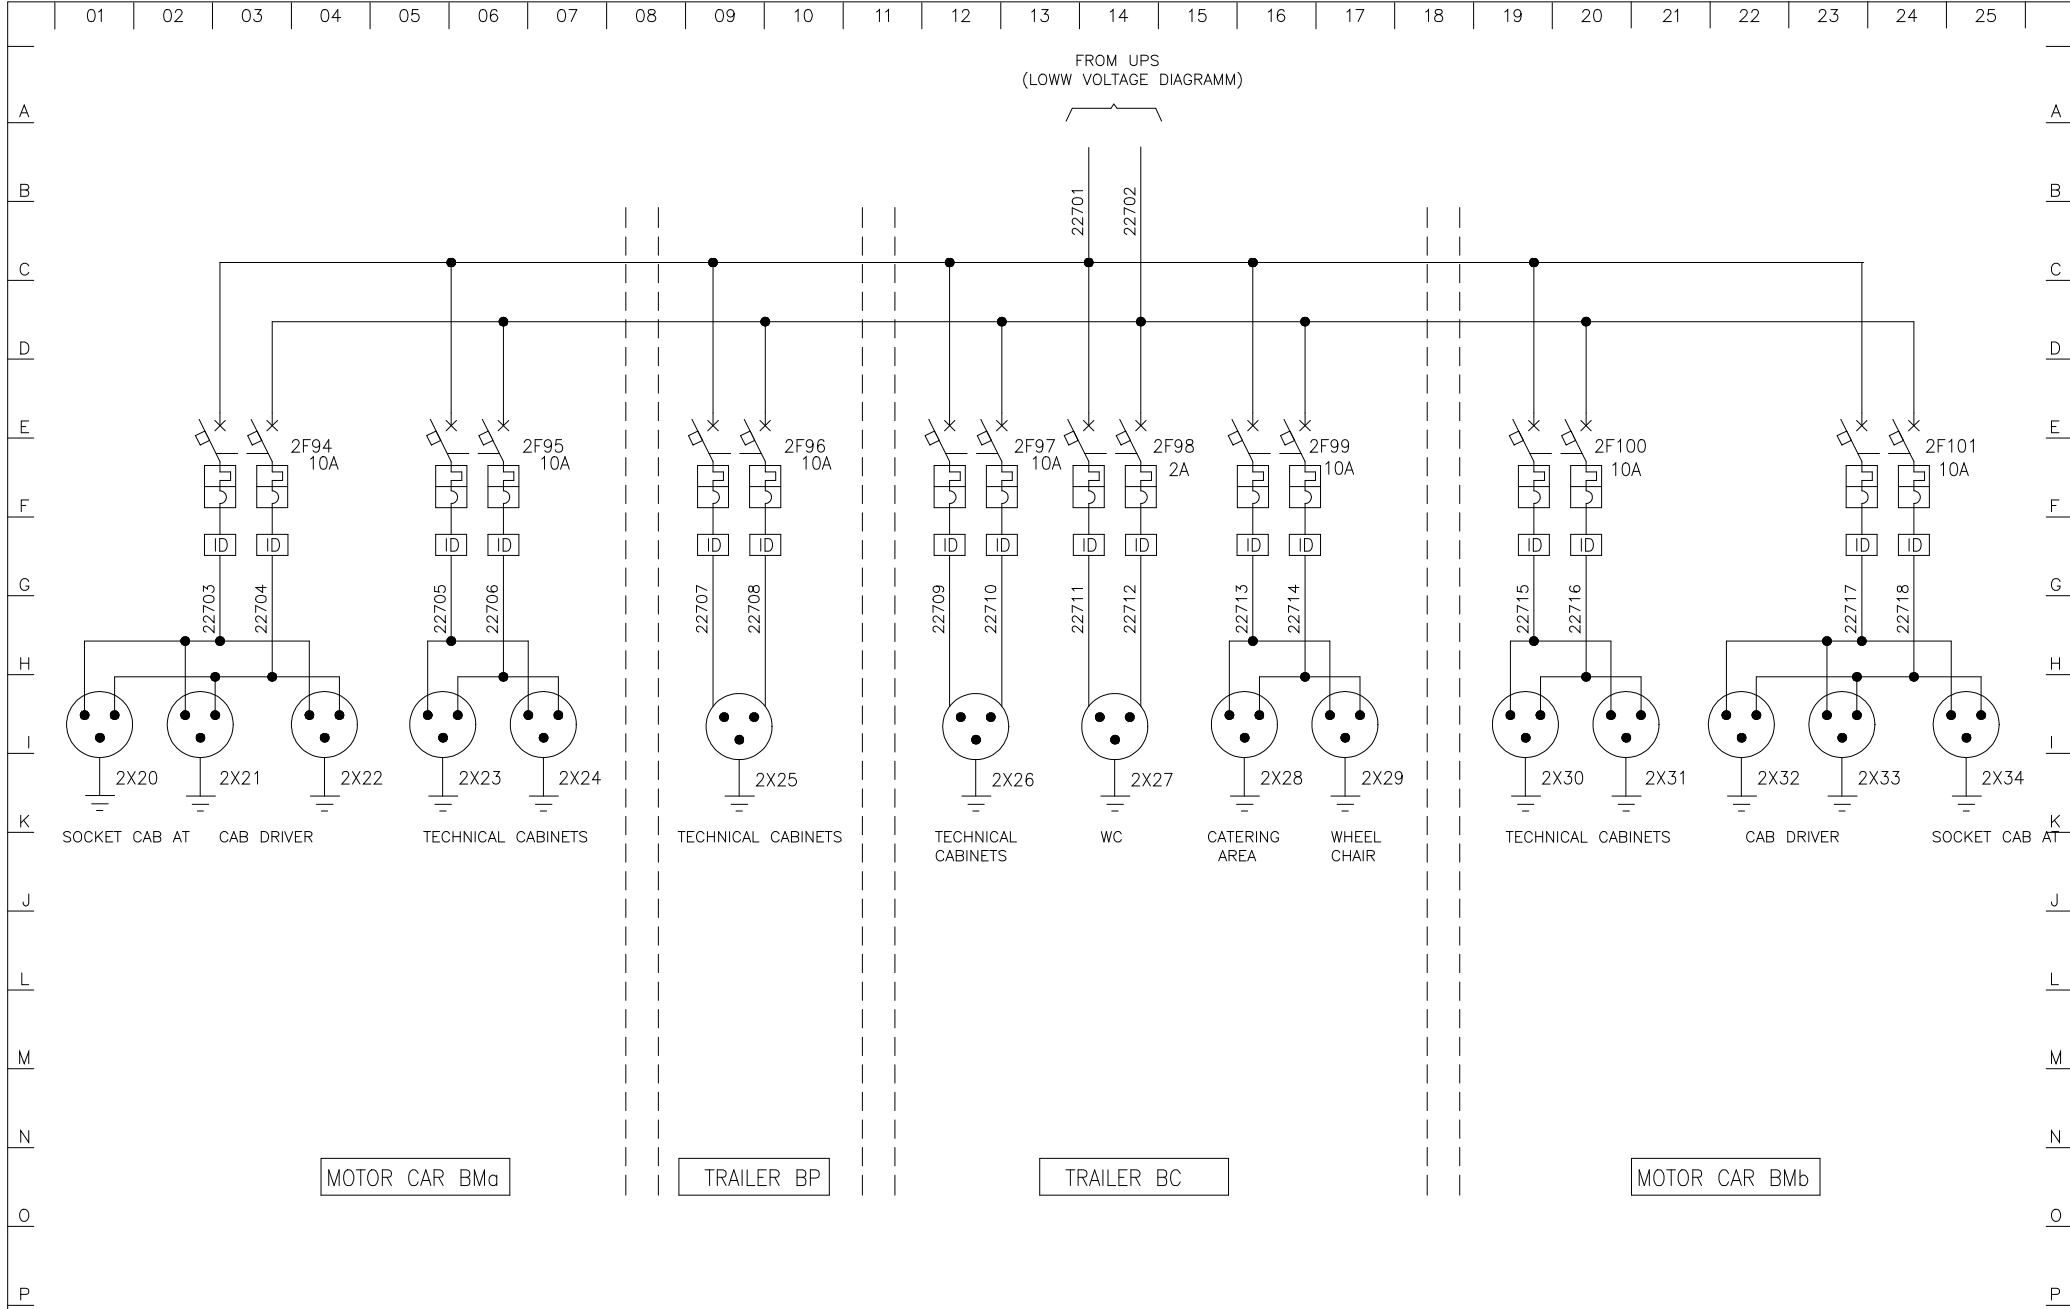 01 02 03 04 05 06 07 08 09 10 11 12 13 14 15 16 17 18 19 20 21 22 23 24 25
FROM UPS
(LOWW VOLTAGE DIAGRAMM)
A A
B B
22701 22702
C C
D D
E E
2F94 2F95 2F96 2F97 2F98 2F99 2F100 2F101
10A 10A 10A 10A 2A 10A 10A 10A
F F
ID ID ID ID ID ID ID ID ID ID ID ID ID ID ID ID
G G
22703 22704 22705 22706 22707 22708 22709 22710 22711 22712 22713 22714 22715 22716 22717 22718
H H
I I
2X20 2X21 2X22 2X23 2X24 2X25 2X26 2X27 2X28 2X29 2X30 2X31 2X32 2X33 2X34
K K
SOCKET CAB AT CAB DRIVER TECHNICAL CABINETS TECHNICAL CABINETS TECHNICAL WC CATERING WHEEL TECHNICAL CABINETS CAB DRIVER SOCKET CAB AT
CABINETS AREA CHAIR
J J
L L
M M
N N
MOTOR CAR BMa TRAILER BP TRAILER BC MOTOR CAR BMb
O O
P P